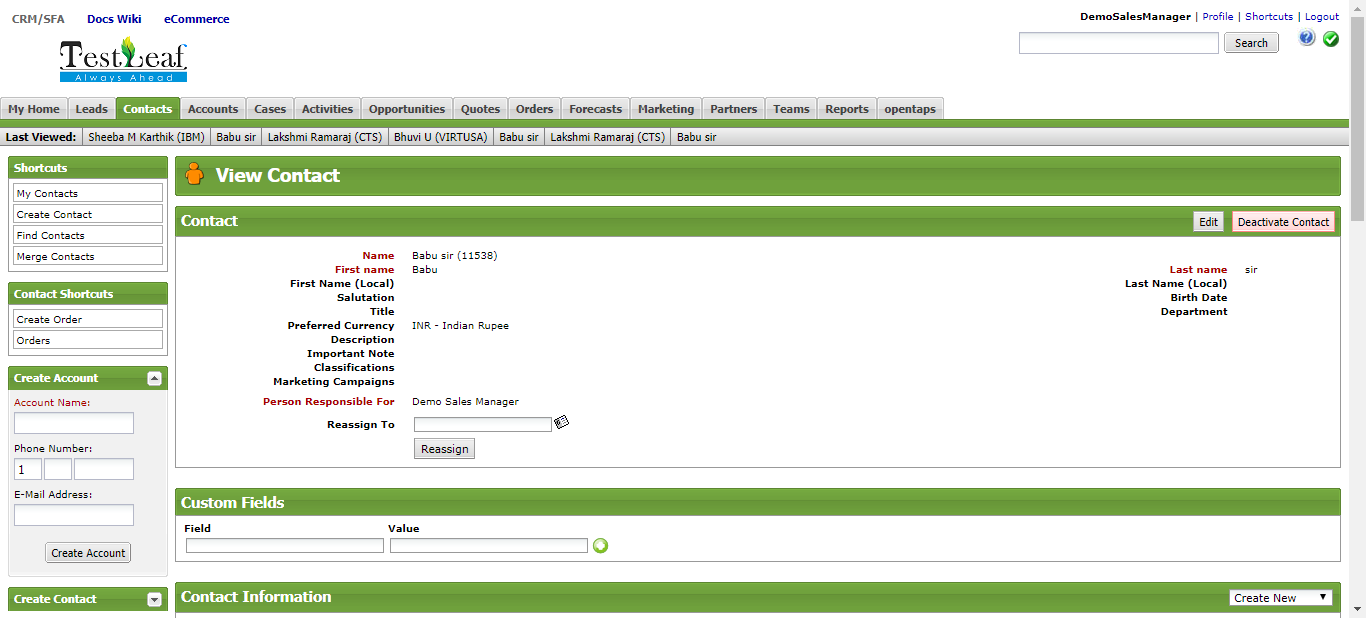 CRM/SFA Docs Wiki eCommerce
DemoSalesManager | Profile | Shortcuts | Logout
TestLeaf
Always Ahead
Search
My Home Leads Contacts Accounts Cases Activities Opportunities Quotes Orders Forecasts Marketing Partners Teams Reports opentaps
Last Viewed: Sheeba M Karthik (IBM) Babu sir Lakshmi Ramaraj (CTS) Bhuvi U (VIRTUSA) Babu sir Lakshmi Ramaraj (CTS) Babu sir
Shortcuts
My Contacts
Create Contact
Find Contacts
Merge Contacts
Contact Shortcuts
Create Order
Orders
Create Account
Account Name:
Phone Number:
1
E-Mail Address:
Create Account
Create Contact
View Contact
Contact Edit Deactivate Contact
Name Babu sir (11538)
First name Babu Last name sir
First Name (Local) Last Name (Local)
Salutation Birth Date
Title Department
Preferred Currency INR - Indian Rupee
Description
Important Note
Classifications
Marketing Campaigns
Person Responsible For Demo Sales Manager
Reassign To
Reassign
Custom Fields
Field Value
Contact Information Create New